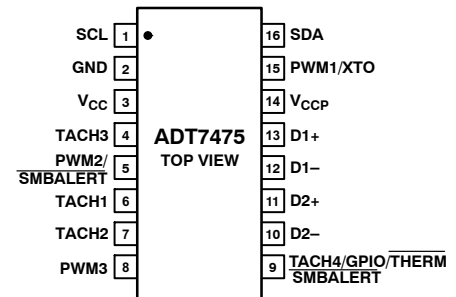 SCL 1
GND 2
VCC 3
TACH3 4
PWM2/
SMBALERT 5
TACH1 6
TACH2 7
PWM3 8
ADT7475
TOP VIEW
16 SDA
15 PWM1/XTO
14 VCCP
13 D1+
12 D1–
11 D2+
10 D2–
9 TACH4/GPIO/THERM
SMBALERT